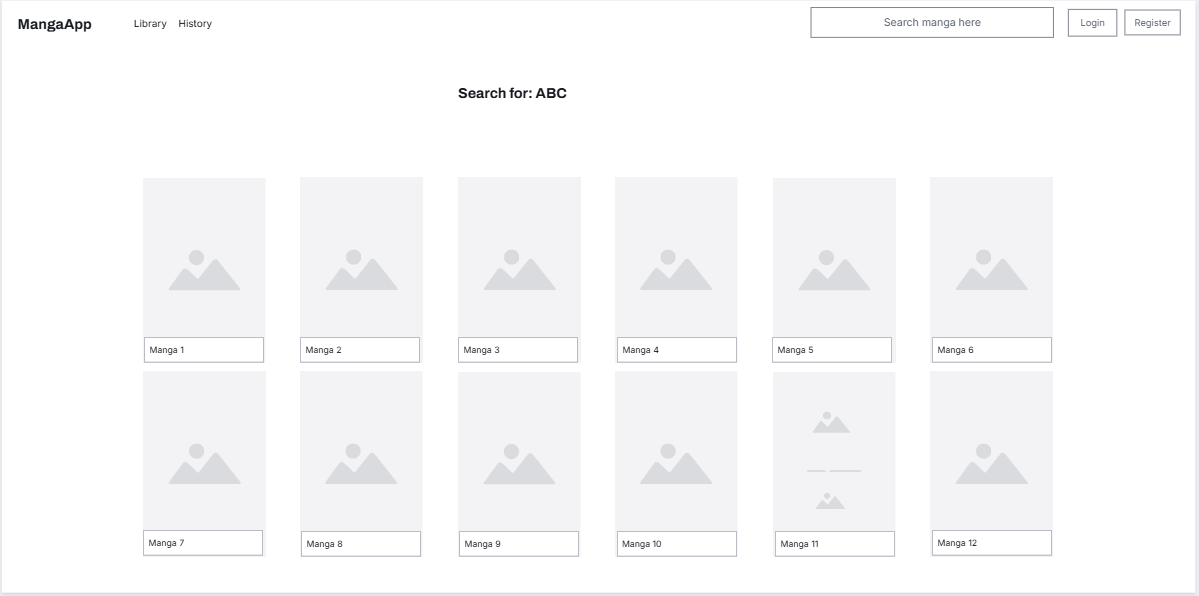 MangaApp
Library
History
Search manga here
Login
Register
Search for: ABC
Manga 1
Manga 2
Manga 3
Manga 4
Manga 5
Manga 6
Manga 7
Manga 8
Manga 9
Manga 10
Manga 11
Manga 12